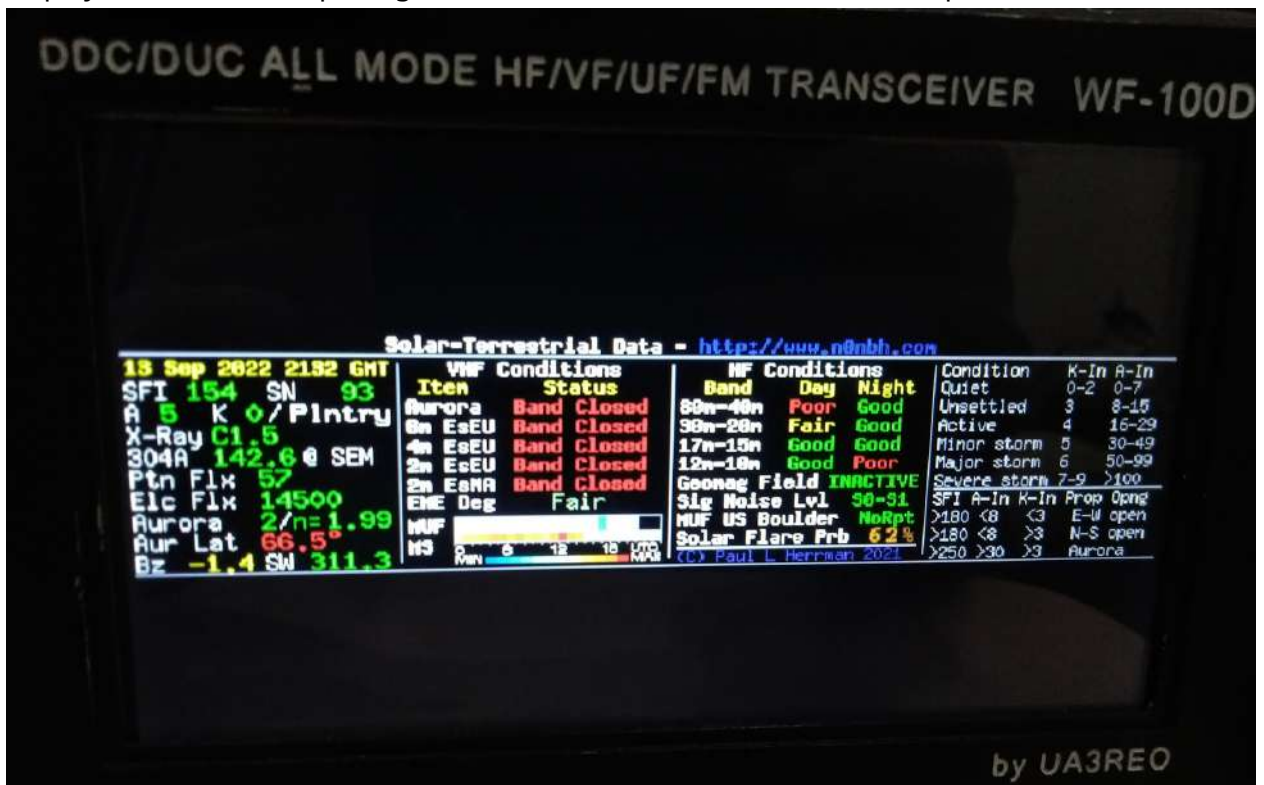 DDC/DUC ALL MODE HF/VF/UF/FM TRANSCEIVER WF-100D
Solar-Terrestrial Data - http://www.n0nbh.com
13 Sep 2022 2132 GMT
SFI 154 SN 93
A 5 K 0/Plntry
X-Ray C1.5
304A 142.6 @ SEM
Ptn Flx 57
Elc Flx 14500
Aurora 2/n=1.99
Aur Lat 66.5°
Bz -1.4 SW 311.3
VHF Conditions
Item Status
Aurora Band Closed
6m EsEU Band Closed
4m EsEU Band Closed
2m EsEU Band Closed
2m EsNA Band Closed
EME Deg Fair
MUF
MS 0 6 12 18 UTC
MIN MAX
HF Conditions
Band Day Night
80m-40m Poor Good
30m-20m Fair Good
17m-15m Good Good
12m-10m Good Poor
Geomag Field INACTIVE
Sig Noise Lvl S0-S1
MUF US Boulder NoRpt
Solar Flare Prb 62%
(C) Paul L Herrman 2021
Condition K-In A-In
Quiet 0-2 0-7
Unsettled 3 8-15
Active 4 16-29
Minor storm 5 30-49
Major storm 6 50-99
Severe storm 7-9 >100
SFI A-In K-In Prop Opng
>180 <8 <3 E-W open
>180 <8 >3 N-S open
>250 >30 >3 Aurora
by UA3REO